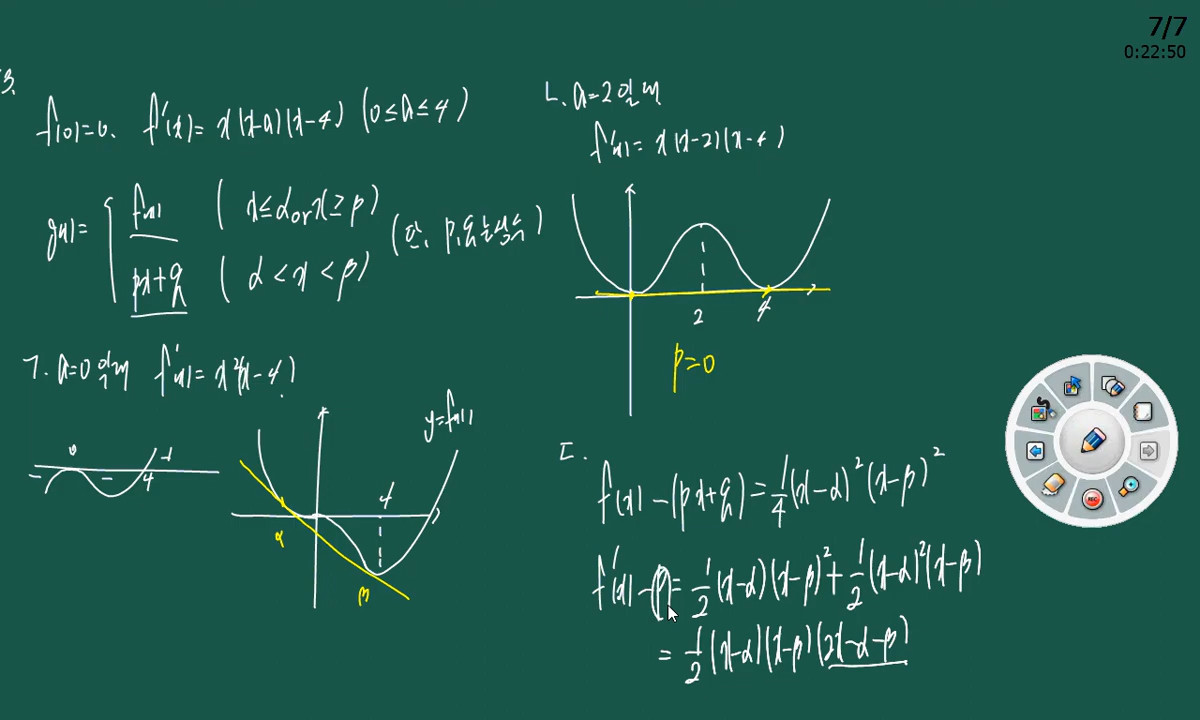 7/7
0:22:50
3.
f(0)=0. f'(x)=x(x-a)(x-4) (0≤a≤4)
g(x)= { f(x) ( x≤α or x≥β)
px+q ( α<x<β) (단, p,q는 상수)
ㄱ. a=0 일 때 f'(x)=x²(x-4)
0
4
y=f(x)
4
α
β
ㄴ. a=2 일 때
f'(x)=x(x-2)(x-4)
2
4
p=0
ㄷ.
f(x)-(px+q)=1/4(x-α)²(x-β)²
f'(x)-p=1/2(x-α)(x-β)²+1/2(x-α)²(x-β)
=1/2(x-α)(x-β)(2x-α-β)
REC